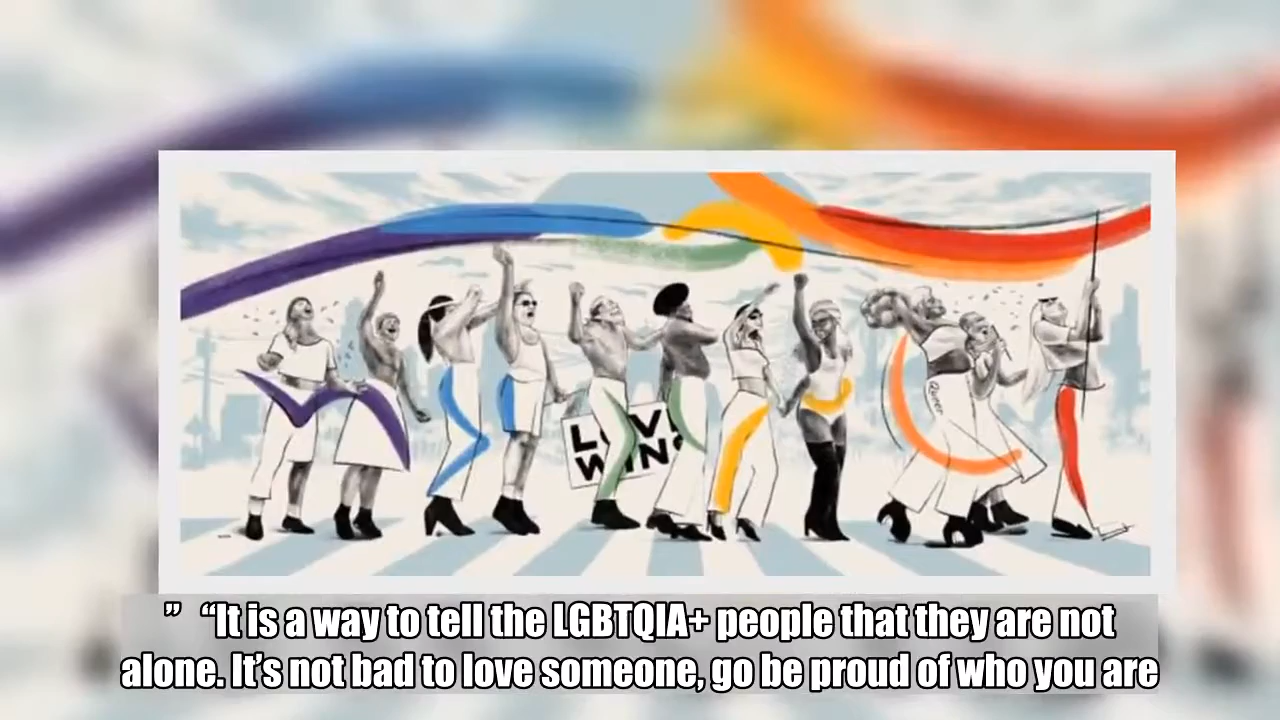 LOVE
WINS
” “It is a way to tell the LGBTQIA+ people that they are not
alone. It’s not bad to love someone, go be proud of who you are